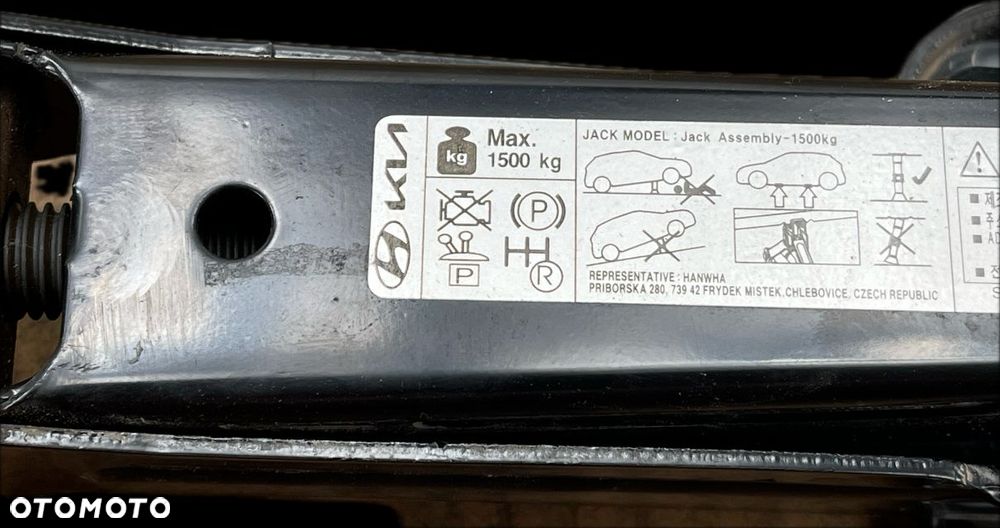 KIA
kg
Max.
1500 kg
JACK MODEL : Jack Assembly-1500kg
P
P
R
REPRESENTATIVE : HANWHA
PRIBORSKA 280, 739 42 FRYDEK MISTEK, CHLEBOVICE, CZECH REPUBLIC
OTOMOTO